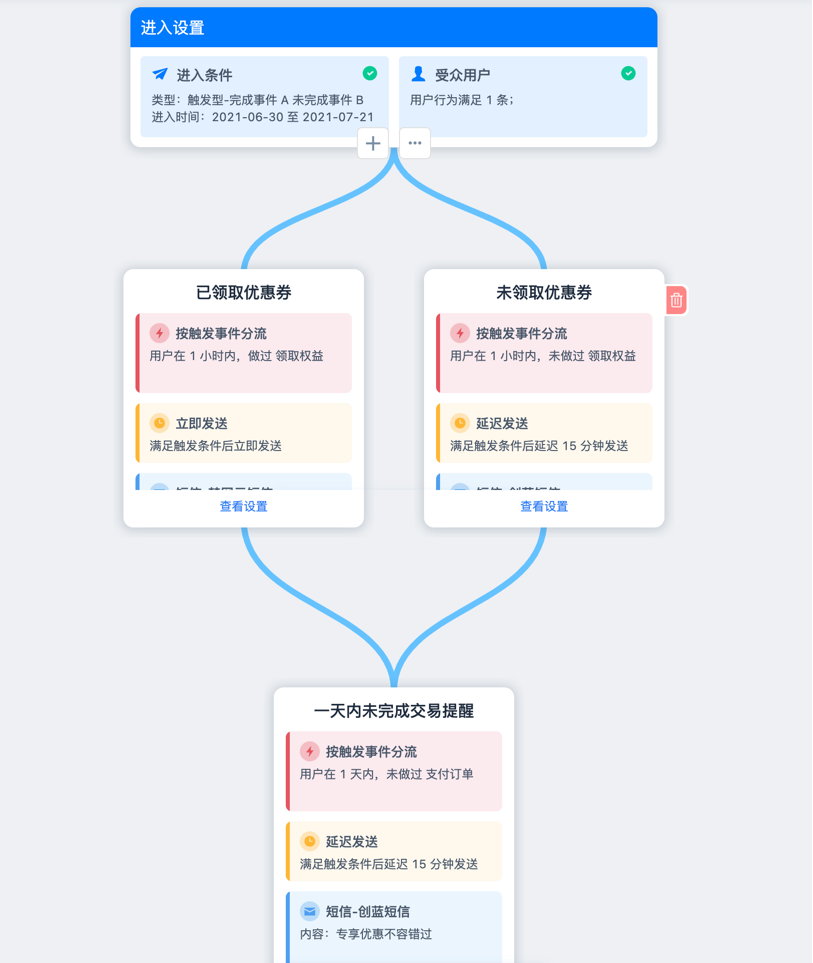 进入设置
进入条件
类型：触发型-完成事件 A 未完成事件 B
进入时间：2021-06-30 至 2021-07-21
受众用户
用户行为满足 1 条；
已领取优惠券
按触发事件分流
用户在 1 小时内，做过 领取权益
立即发送
满足触发条件后立即发送
查看设置
未领取优惠券
按触发事件分流
用户在 1 小时内，未做过 领取权益
延迟发送
满足触发条件后延迟 15 分钟发送
短信-创蓝短信
查看设置
一天内未完成交易提醒
按触发事件分流
用户在 1 天内，未做过 支付订单
延迟发送
满足触发条件后延迟 15 分钟发送
短信-创蓝短信
内容：专享优惠不容错过